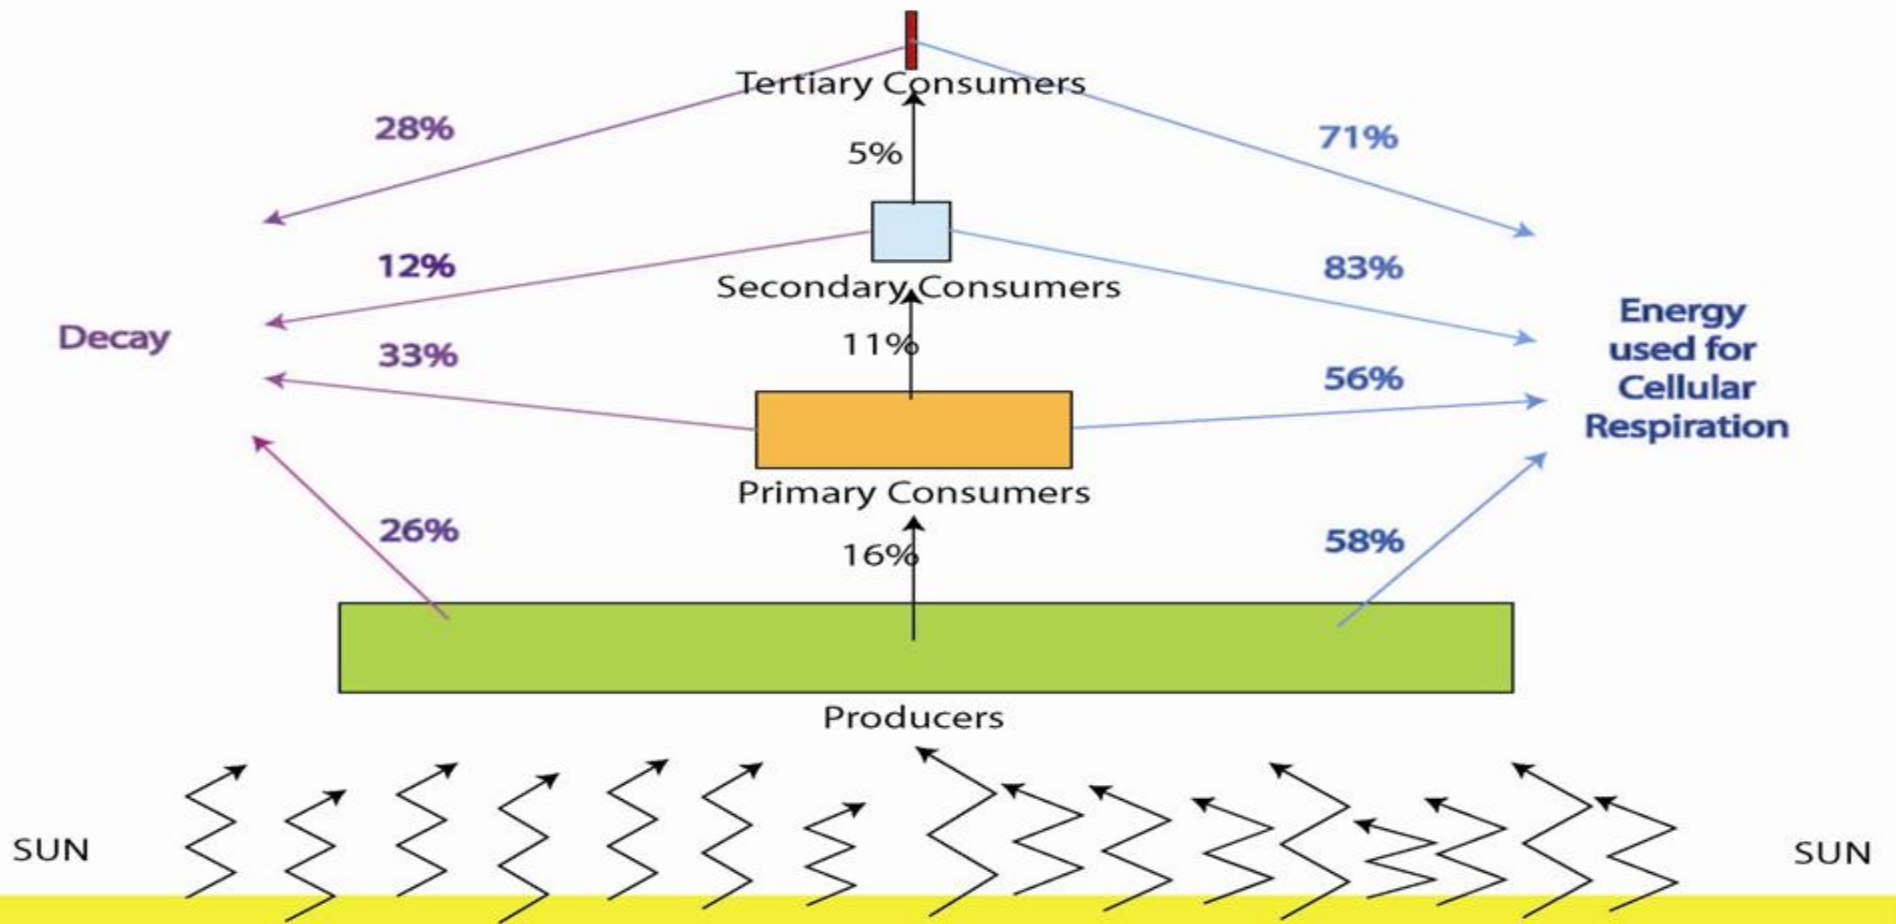 Tertiary Consumers
28%
71%
5%
12%
83%
Secondary Consumers
Energy
used for
Cellular
Respiration
Decay
33%
11%
56%
Primary Consumers
26%
16%
58%
Producers
SUN
SUN